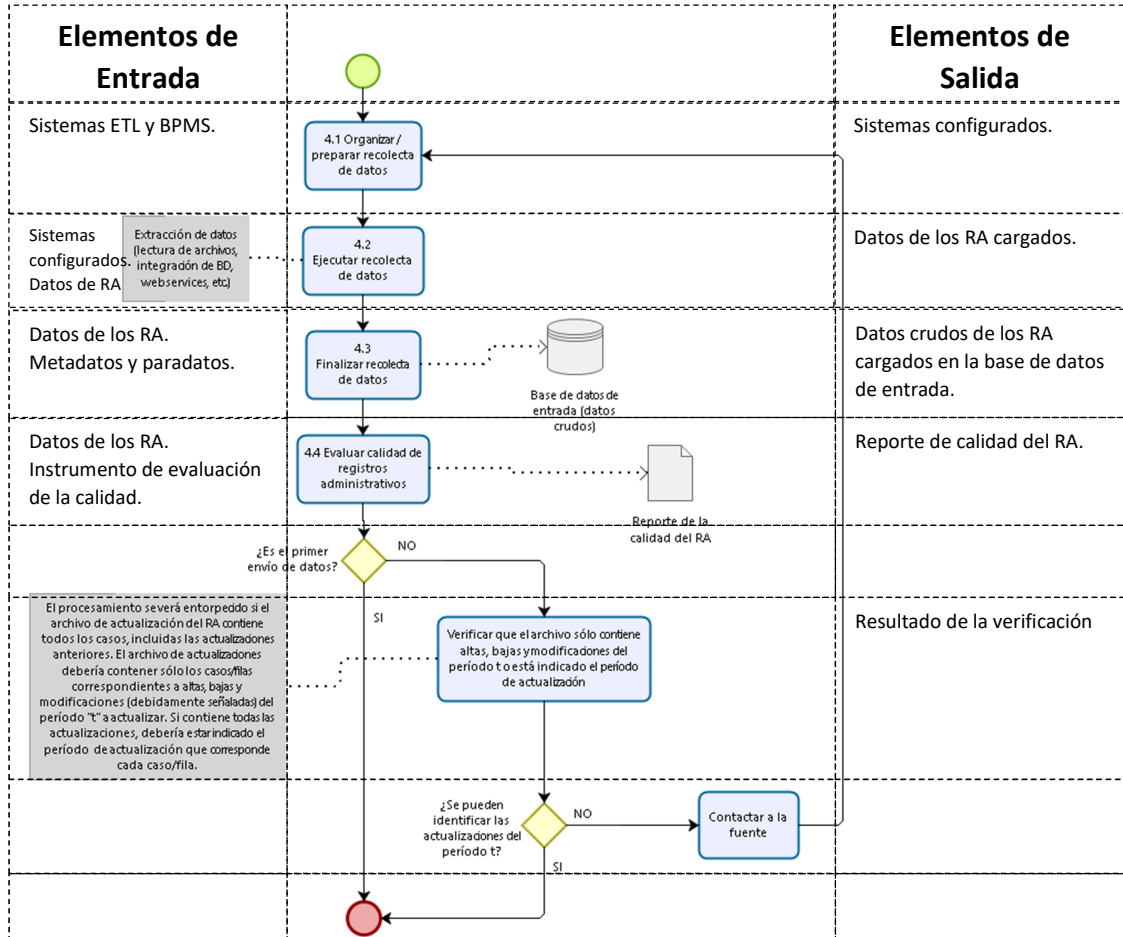 Elementos de
Entrada
Elementos de
Salida
Sistemas ETL y BPMS.
4.1 Organizar /
preparar recolecta
de datos
Sistemas configurados.
Sistemas
configurados.
Datos de RA
Extracción de datos
(lectura de archivos,
integración de BD,
webservices, etc)
4.2
Ejecutar recolecta
de datos
Datos de los RA cargados.
Datos de los RA.
Metadatos y paradatos.
4.3
Finalizar recolecta
de datos
Base de datos de
entrada (datos
crudos)
Datos crudos de los RA
cargados en la base de datos
de entrada.
Datos de los RA.
Instrumento de evaluación
de la calidad.
4.4 Evaluar calidad de
registros
administrativos
Reporte de la
calidad del RA
Reporte de calidad del RA.
¿Es el primer
envío de datos?
NO
SI
El procesamiento severá entorpecido si el
archivo de actualización del RA contiene
todos los casos, incluidas las actualizaciones
anteriores. El archivo de actualizaciones
debería contener sólo los casos/filas
correspondientes a altas, bajas y
modificaciones (debidamente señaladas) del
período "t" a actualizar. Si contiene todas las
actualizaciones, debería estar indicado el
período de actualización que corresponde
cada caso/fila.
Verificar que el archivo sólo contiene
altas, bajas y modificaciones del
período t o está indicado el período
de actualización
Resultado de la verificación
¿Se pueden
identificar las
actualizaciones del
período t?
NO
SI
Contactar a la
fuente